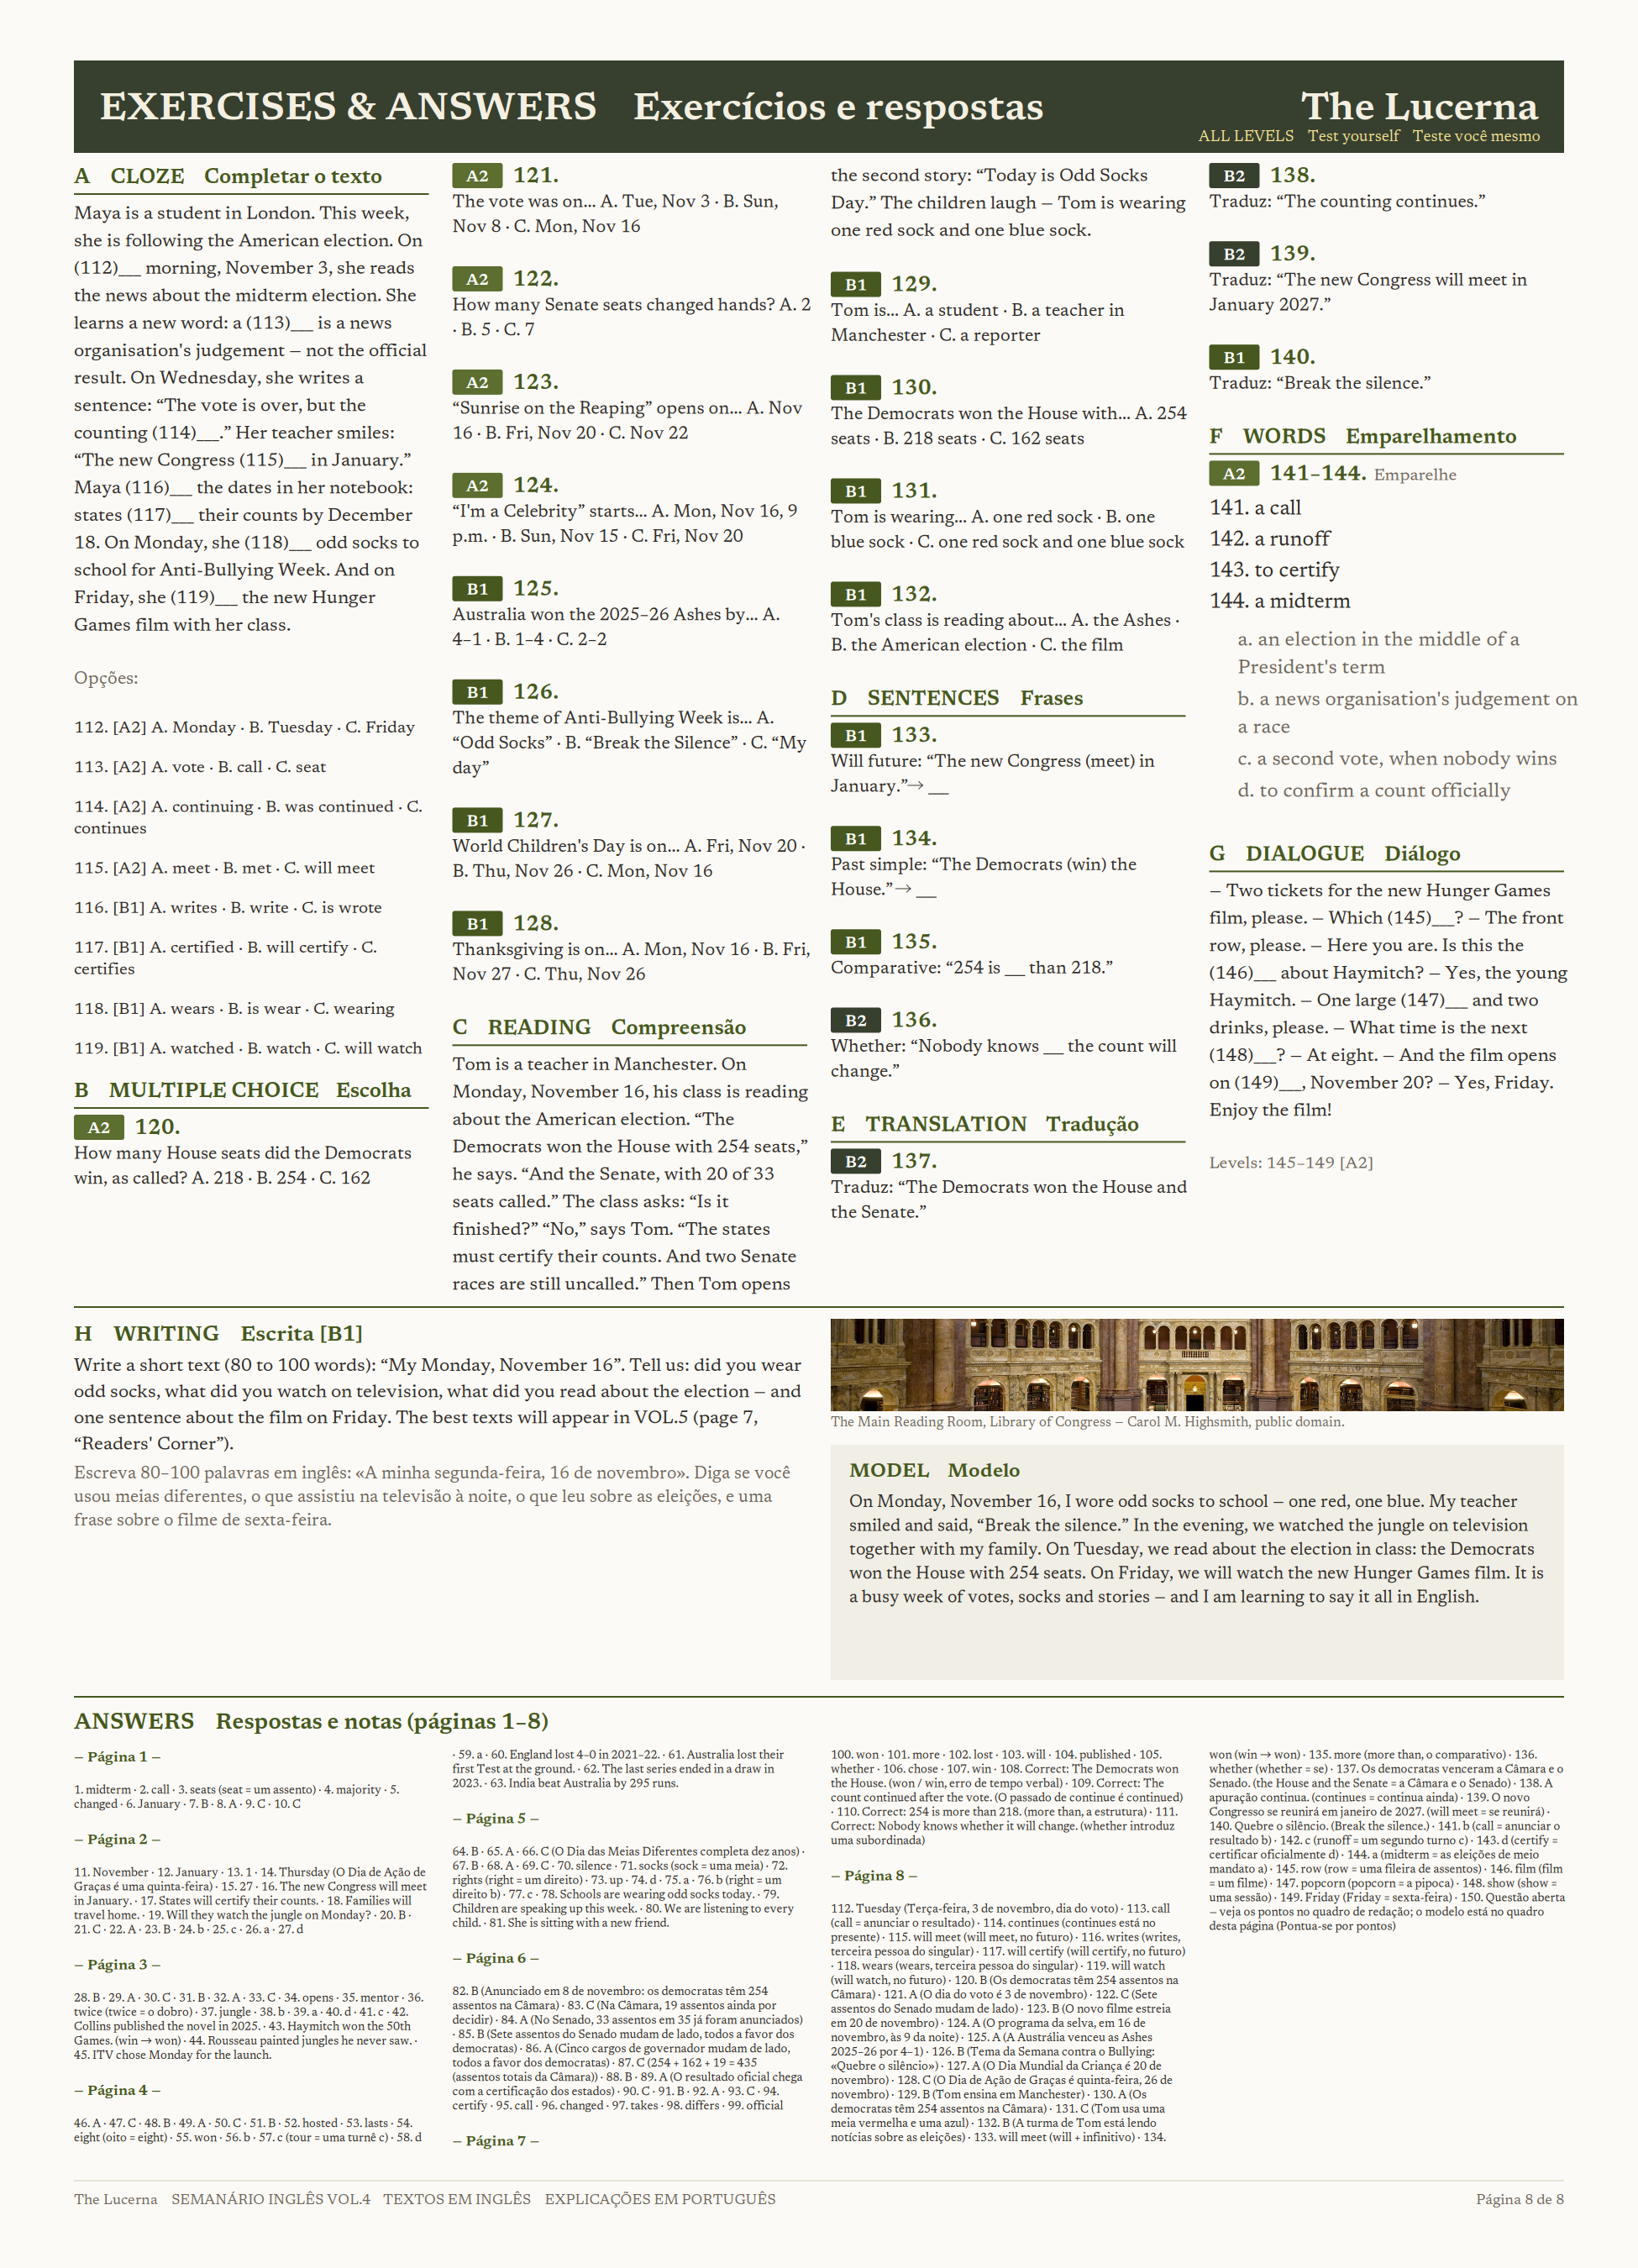 EXERCISES & ANSWERS Exercícios e respostas
The Lucerna
ALL LEVELS Test yourself Teste você mesmo
A CLOZE Completar o texto
Maya is a student in London. This week,
she is following the American election. On
(112)___ morning, November 3, she reads
the news about the midterm election. She
learns a new word: a (113)___ is a news
organisation's judgement — not the official
result. On Wednesday, she writes a
sentence: “The vote is over, but the
counting (114)___.” Her teacher smiles:
“The new Congress (115)___ in January.”
Maya (116)___ the dates in her notebook:
states (117)___ their counts by December
18. On Monday, she (118)___ odd socks to
school for Anti-Bullying Week. And on
Friday, she (119)___ the new Hunger
Games film with her class.
Opções:
112. [A2] A. Monday · B. Tuesday · C. Friday
113. [A2] A. vote · B. call · C. seat
114. [A2] A. continuing · B. was continued · C.
continues
115. [A2] A. meet · B. met · C. will meet
116. [B1] A. writes · B. write · C. is wrote
117. [B1] A. certified · B. will certify · C.
certifies
118. [B1] A. wears · B. is wear · C. wearing
119. [B1] A. watched · B. watch · C. will watch
B MULTIPLE CHOICE Escolha
A2 120.
How many House seats did the Democrats
win, as called? A. 218 · B. 254 · C. 162
A2 121.
The vote was on... A. Tue, Nov 3 · B. Sun,
Nov 8 · C. Mon, Nov 16
A2 122.
How many Senate seats changed hands? A. 2
· B. 5 · C. 7
A2 123.
“Sunrise on the Reaping” opens on... A. Nov
16 · B. Fri, Nov 20 · C. Nov 22
A2 124.
“I'm a Celebrity” starts... A. Mon, Nov 16, 9
p.m. · B. Sun, Nov 15 · C. Fri, Nov 20
B1 125.
Australia won the 2025–26 Ashes by... A.
4–1 · B. 1–4 · C. 2–2
B1 126.
The theme of Anti-Bullying Week is... A.
“Odd Socks” · B. “Break the Silence” · C. “My
day”
B1 127.
World Children's Day is on... A. Fri, Nov 20 ·
B. Thu, Nov 26 · C. Mon, Nov 16
B1 128.
Thanksgiving is on... A. Mon, Nov 16 · B. Fri,
Nov 27 · C. Thu, Nov 26
C READING Compreensão
Tom is a teacher in Manchester. On
Monday, November 16, his class is reading
about the American election. “The
Democrats won the House with 254 seats,”
he says. “And the Senate, with 20 of 33
seats called.” The class asks: “Is it
finished?” “No,” says Tom. “The states
must certify their counts. And two Senate
races are still uncalled.” Then Tom opens
the second story: “Today is Odd Socks
Day.” The children laugh — Tom is wearing
one red sock and one blue sock.
B1 129.
Tom is... A. a student · B. a teacher in
Manchester · C. a reporter
B1 130.
The Democrats won the House with... A. 254
seats · B. 218 seats · C. 162 seats
B1 131.
Tom is wearing... A. one red sock · B. one
blue sock · C. one red sock and one blue sock
B1 132.
Tom's class is reading about... A. the Ashes ·
B. the American election · C. the film
D SENTENCES Frases
B1 133.
Will future: “The new Congress (meet) in
January.”→ __
B1 134.
Past simple: “The Democrats (win) the
House.”→ __
B1 135.
Comparative: “254 is __ than 218.”
B2 136.
Whether: “Nobody knows __ the count will
change.”
E TRANSLATION Tradução
B2 137.
Traduz: “The Democrats won the House and
the Senate.”
B2 138.
Traduz: “The counting continues.”
B2 139.
Traduz: “The new Congress will meet in
January 2027.”
B1 140.
Traduz: “Break the silence.”
F WORDS Emparelhamento
A2 141–144. Emparelhe
141. a call
142. a runoff
143. to certify
144. a midterm
a. an election in the middle of a
President's term
b. a news organisation's judgement on
a race
c. a second vote, when nobody wins
d. to confirm a count officially
G DIALOGUE Diálogo
— Two tickets for the new Hunger Games
film, please. — Which (145)___? — The front
row, please. — Here you are. Is this the
(146)___ about Haymitch? — Yes, the young
Haymitch. — One large (147)___ and two
drinks, please. — What time is the next
(148)___? — At eight. — And the film opens
on (149)___, November 20? — Yes, Friday.
Enjoy the film!
Levels: 145–149 [A2]
H WRITING Escrita [B1]
Write a short text (80 to 100 words): “My Monday, November 16”. Tell us: did you wear
odd socks, what did you watch on television, what did you read about the election — and
one sentence about the film on Friday. The best texts will appear in VOL.5 (page 7,
“Readers' Corner”).
Escreva 80–100 palavras em inglês: «A minha segunda-feira, 16 de novembro». Diga se você
usou meias diferentes, o que assistiu na televisão à noite, o que leu sobre as eleições, e uma
frase sobre o filme de sexta-feira.
The Main Reading Room, Library of Congress — Carol M. Highsmith, public domain.
MODEL Modelo
On Monday, November 16, I wore odd socks to school — one red, one blue. My teacher
smiled and said, “Break the silence.” In the evening, we watched the jungle on television
together with my family. On Tuesday, we read about the election in class: the Democrats
won the House with 254 seats. On Friday, we will watch the new Hunger Games film. It is
a busy week of votes, socks and stories — and I am learning to say it all in English.
ANSWERS Respostas e notas (páginas 1–8)
— Página 1 —
1. midterm · 2. call · 3. seats (seat = um assento) · 4. majority · 5.
changed · 6. January · 7. B · 8. A · 9. C · 10. C
— Página 2 —
11. November · 12. January · 13. 1 · 14. Thursday (O Dia de Ação de
Graças é uma quinta-feira) · 15. 27 · 16. The new Congress will meet
in January. · 17. States will certify their counts. · 18. Families will
travel home. · 19. Will they watch the jungle on Monday? · 20. B ·
21. C · 22. A · 23. B · 24. b · 25. c · 26. a · 27. d
— Página 3 —
28. B · 29. A · 30. C · 31. B · 32. A · 33. C · 34. opens · 35. mentor · 36.
twice (twice = o dobro) · 37. jungle · 38. b · 39. a · 40. d · 41. c · 42.
Collins published the novel in 2025. · 43. Haymitch won the 50th
Games. (win → won) · 44. Rousseau painted jungles he never saw. ·
45. ITV chose Monday for the launch.
— Página 4 —
46. A · 47. C · 48. B · 49. A · 50. C · 51. B · 52. hosted · 53. lasts · 54.
eight (oito = eight) · 55. won · 56. b · 57. c (tour = uma turnê c) · 58. d
· 59. a · 60. England lost 4–0 in 2021–22. · 61. Australia lost their
first Test at the ground. · 62. The last series ended in a draw in
2023. · 63. India beat Australia by 295 runs.
— Página 5 —
64. B · 65. A · 66. C (O Dia das Meias Diferentes completa dez anos) ·
67. B · 68. A · 69. C · 70. silence · 71. socks (sock = uma meia) · 72.
rights (right = um direito) · 73. up · 74. d · 75. a · 76. b (right = um
direito b) · 77. c · 78. Schools are wearing odd socks today. · 79.
Children are speaking up this week. · 80. We are listening to every
child. · 81. She is sitting with a new friend.
— Página 6 —
82. B (Anunciado em 8 de novembro: os democratas têm 254
assentos na Câmara) · 83. C (Na Câmara, 19 assentos ainda por
decidir) · 84. A (No Senado, 33 assentos em 35 já foram anunciados)
· 85. B (Sete assentos do Senado mudam de lado, todos a favor dos
democratas) · 86. A (Cinco cargos de governador mudam de lado,
todos a favor dos democratas) · 87. C (254 + 162 + 19 = 435
(assentos totais da Câmara)) · 88. B · 89. A (O resultado oficial chega
com a certificação dos estados) · 90. C · 91. B · 92. A · 93. C · 94.
certify · 95. call · 96. changed · 97. takes · 98. differs · 99. official
— Página 7 —
100. won · 101. more · 102. lost · 103. will · 104. published · 105.
whether · 106. chose · 107. win · 108. Correct: The Democrats won
the House. (won / win, erro de tempo verbal) · 109. Correct: The
count continued after the vote. (O passado de continue é continued)
· 110. Correct: 254 is more than 218. (more than, a estrutura) · 111.
Correct: Nobody knows whether it will change. (whether introduz
uma subordinada)
— Página 8 —
112. Tuesday (Terça-feira, 3 de novembro, dia do voto) · 113. call
(call = anunciar o resultado) · 114. continues (continues está no
presente) · 115. will meet (will meet, no futuro) · 116. writes (writes,
terceira pessoa do singular) · 117. will certify (will certify, no futuro)
· 118. wears (wears, terceira pessoa do singular) · 119. will watch
(will watch, no futuro) · 120. B (Os democratas têm 254 assentos na
Câmara) · 121. A (O dia do voto é 3 de novembro) · 122. C (Sete
assentos do Senado mudam de lado) · 123. B (O novo filme estreia
em 20 de novembro) · 124. A (O programa da selva, em 16 de
novembro, às 9 da noite) · 125. A (A Austrália venceu as Ashes
2025–26 por 4–1) · 126. B (Tema da Semana contra o Bullying:
«Quebre o silêncio») · 127. A (O Dia Mundial da Criança é 20 de
novembro) · 128. C (O Dia de Ação de Graças é quinta-feira, 26 de
novembro) · 129. B (Tom ensina em Manchester) · 130. A (Os
democratas têm 254 assentos na Câmara) · 131. C (Tom usa uma
meia vermelha e uma azul) · 132. B (A turma de Tom está lendo
notícias sobre as eleições) · 133. will meet (will + infinitivo) · 134.
won (win → won) · 135. more (more than, o comparativo) · 136.
whether (whether = se) · 137. Os democratas venceram a Câmara e o
Senado. (the House and the Senate = a Câmara e o Senado) · 138. A
apuração continua. (continues = continua ainda) · 139. O novo
Congresso se reunirá em janeiro de 2027. (will meet = se reunirá) ·
140. Quebre o silêncio. (Break the silence.) · 141. b (call = anunciar o
resultado b) · 142. c (runoff = um segundo turno c) · 143. d (certify =
certificar oficialmente d) · 144. a (midterm = as eleições de meio
mandato a) · 145. row (row = uma fileira de assentos) · 146. film (film
= um filme) · 147. popcorn (popcorn = a pipoca) · 148. show (show =
uma sessão) · 149. Friday (Friday = sexta-feira) · 150. Questão aberta
— veja os pontos no quadro de redação; o modelo está no quadro
desta página (Pontua-se por pontos)
The Lucerna SEMANÁRIO INGLÊS VOL.4 TEXTOS EM INGLÊS EXPLICAÇÕES EM PORTUGUÊS
Página 8 de 8